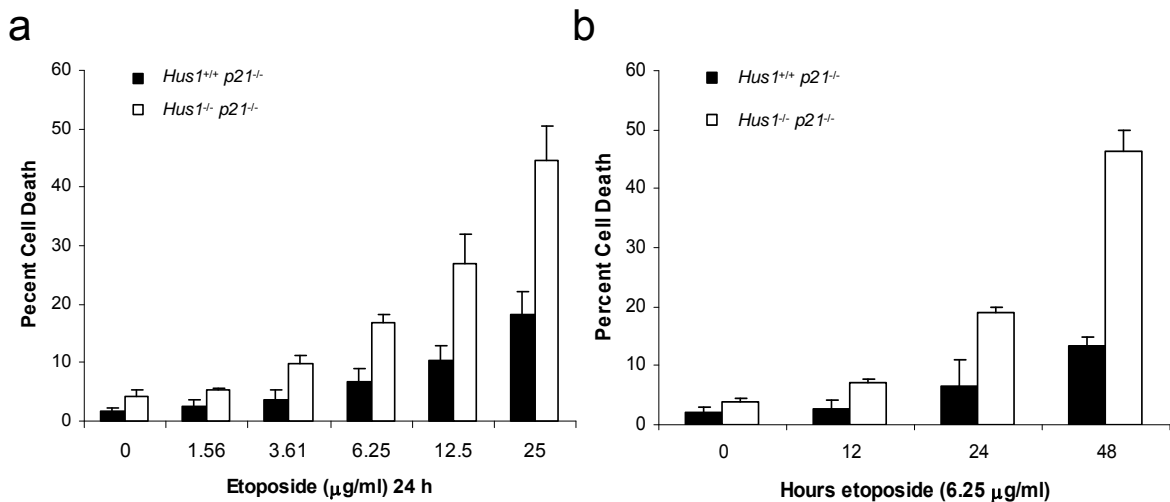 a
60
50
40
30
20
10
0
Pecent Cell Death
Hus1+/+ p21-/-
Hus1-/- p21-/-
0 1.56 3.61 6.25 12.5 25
Etoposide (μg/ml) 24 h
b
60
50
40
30
20
10
0
Percent Cell Death
Hus1+/+ p21-/-
Hus1-/- p21-/-
0 12 24 48
Hours etoposide (6.25 μg/ml)